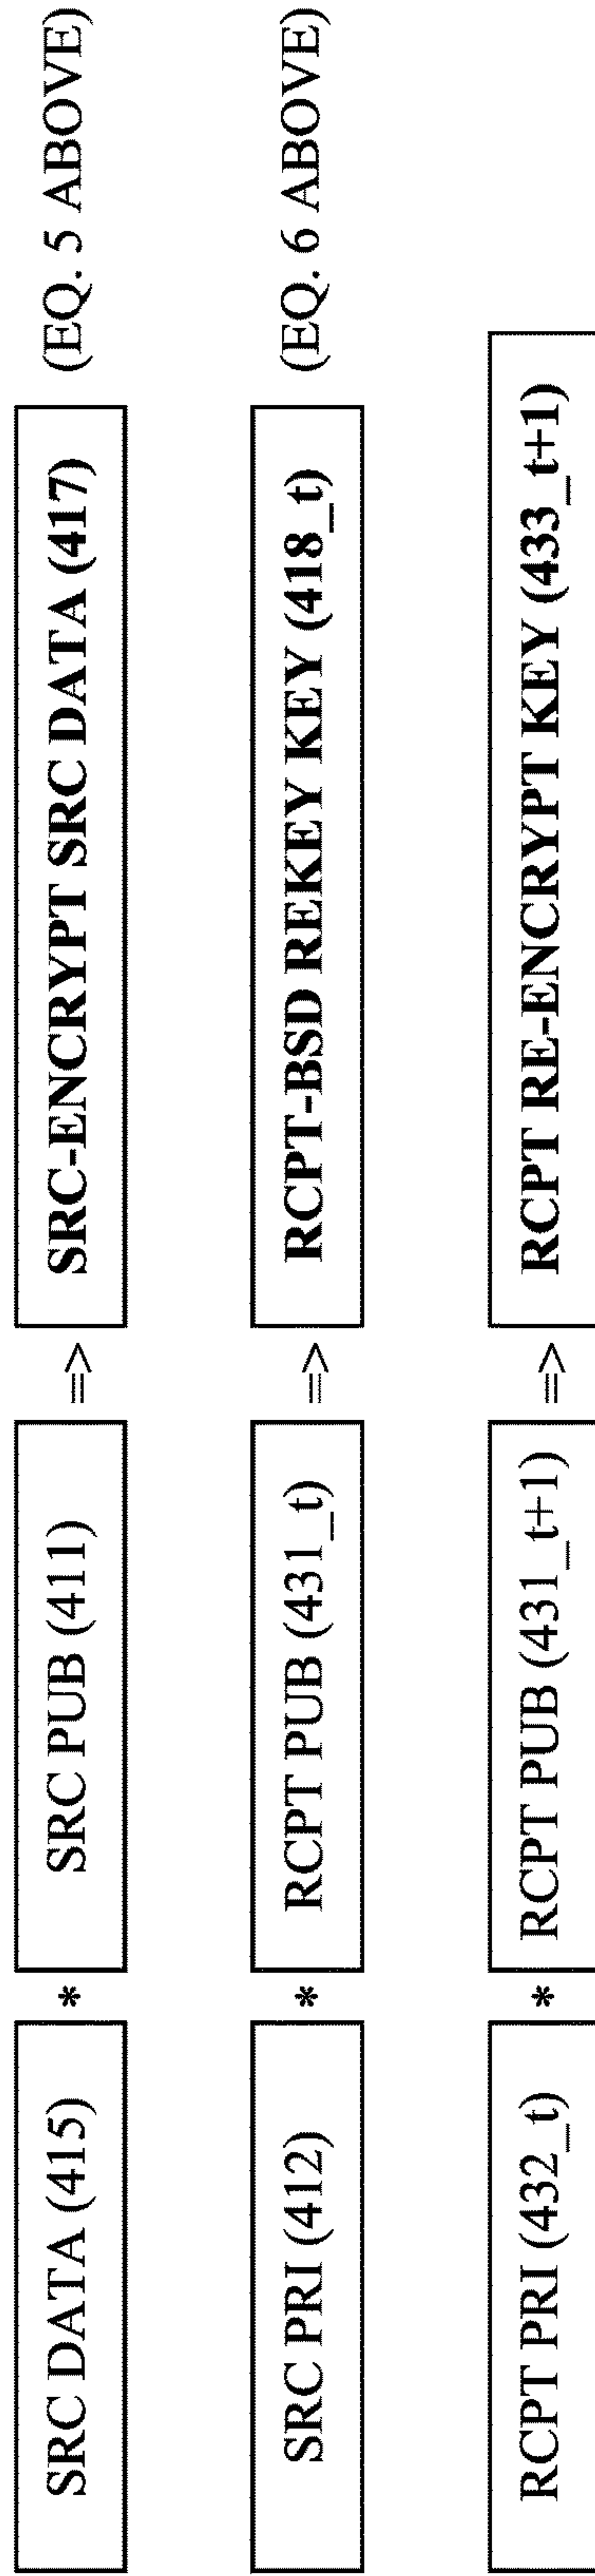 SRC DATA (415) * SRC PUB (411) => SRC-ENCRYPT SRC DATA (417) (EQ. 5 ABOVE)
SRC PRI (412) * RCPT PUB (431_t) => RCPT-BSD REKEY KEY (418_t) (EQ. 6 ABOVE)
RCPT PRI (432_t) * RCPT PUB (431_t+1) => RCPT RE-ENCRYPT KEY (433_t+1)